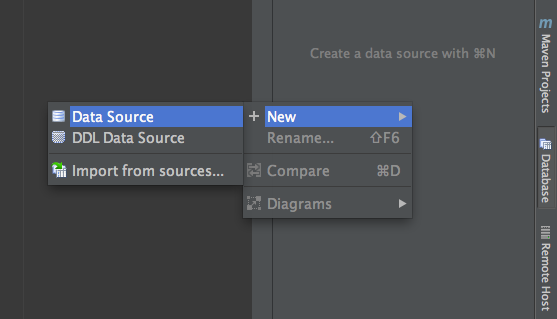 Create a data source with ⌘N
Data Source
DDL Data Source
Import from sources...
New
Rename... ⇧F6
Compare ⌘D
Diagrams
Maven Projects
Database
Remote Host